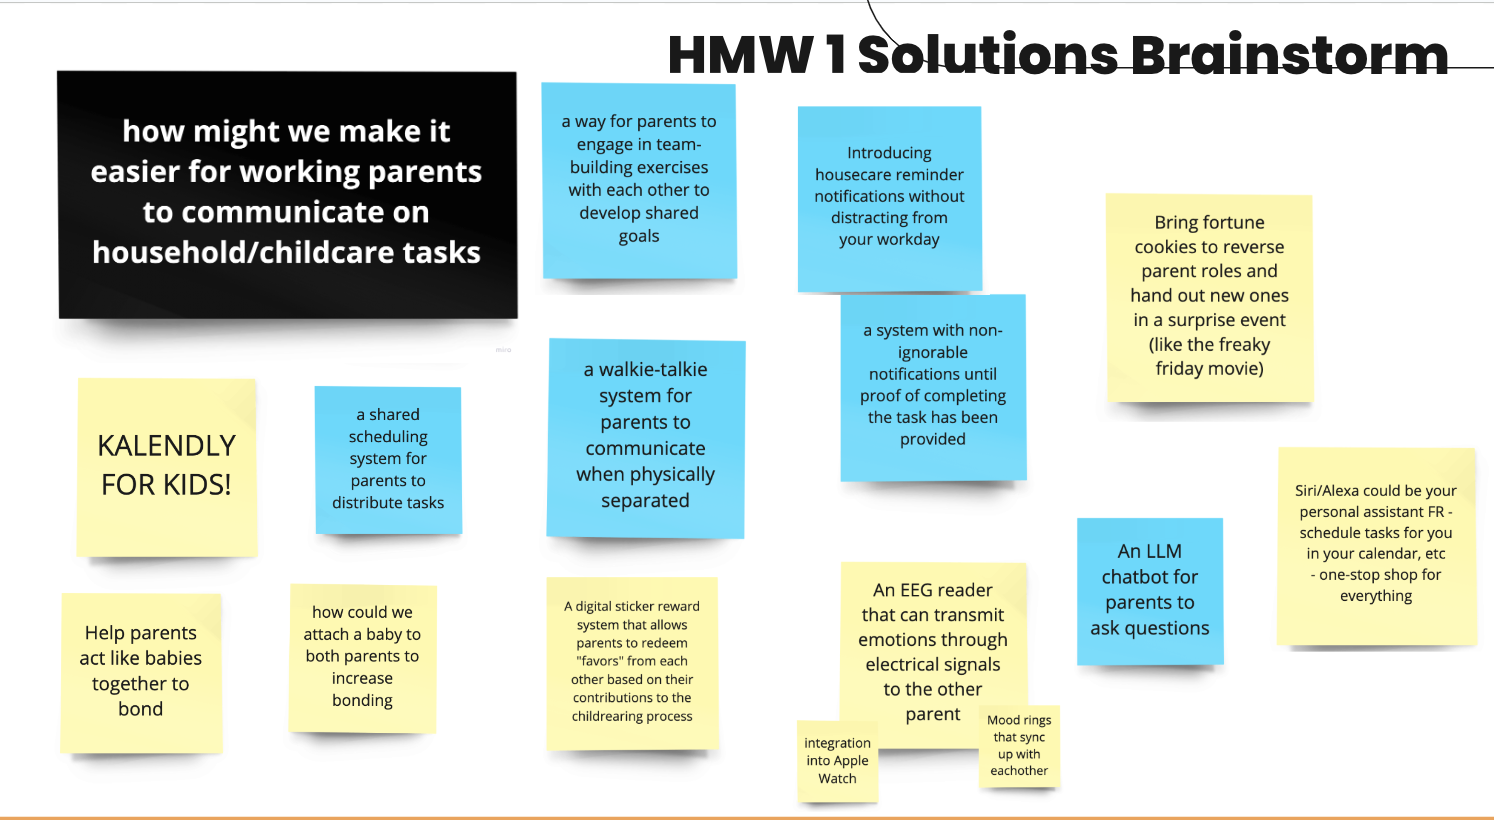 HMW 1 Solutions Brainstorm
how might we make it
easier for working parents
to communicate on
household/childcare tasks
miro
a way for parents to
engage in team-
building exercises
with each other to
develop shared
goals
Introducing
housecare reminder
notifications without
distracting from
your workday
Bring fortune
cookies to reverse
parent roles and
hand out new ones
in a surprise event
(like the freaky
friday movie)
a system with non-
ignorable
notifications until
proof of completing
the task has been
provided
KALENDLY
FOR KIDS!
a shared
scheduling
system for
parents to
distribute tasks
a walkie-talkie
system for
parents to
communicate
when physically
separated
Siri/Alexa could be your
personal assistant FR -
schedule tasks for you
in your calendar, etc
- one-stop shop for
everything
An LLM
chatbot for
parents to
ask questions
Help parents
act like babies
together to
bond
how could we
attach a baby to
both parents to
increase
bonding
A digital sticker reward
system that allows
parents to redeem
"favors" from each
other based on their
contributions to the
childrearing process
An EEG reader
that can transmit
emotions through
electrical signals
to the other
parent
integration
into Apple
Watch
Mood rings
that sync
up with
eachother